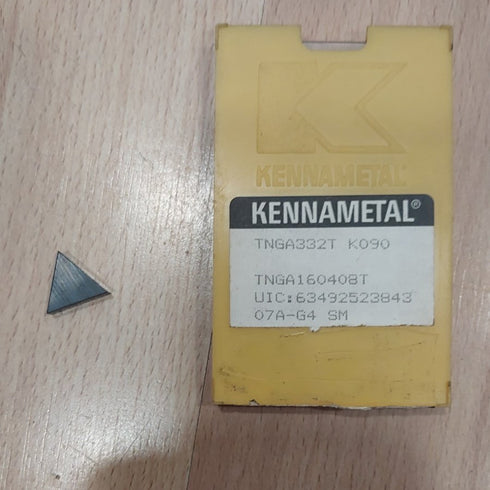 KENNAMETAL
KENNAMETAL®
TNGA332T K090
TNGA160408T
UIC:63492523843
07A-G4 SM